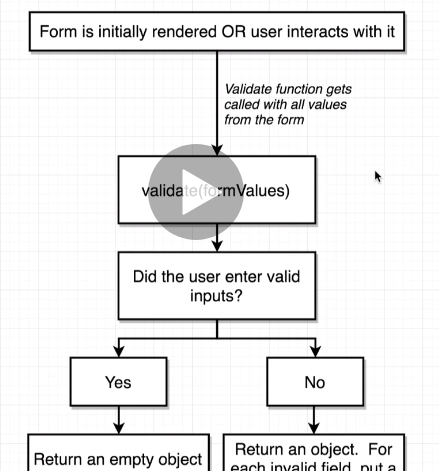 Form is initially rendered OR user interacts with it
Validate function gets
called with all values
from the form
validate(formValues)
Did the user enter valid
inputs?
Yes
No
Return an empty object
Return an object.  For
each invalid field, put a